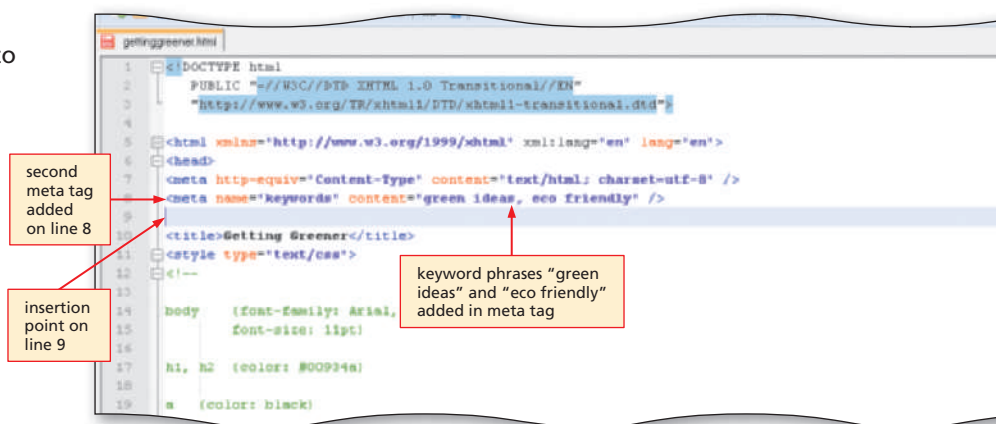 to
gettinggreener.html
1 <!DOCTYPE html
2 PUBLIC "-//W3C//DTD XHTML 1.0 Transitional//EN"
3 "http://www.w3.org/TR/xhtml1/DTD/xhtml1-transitional.dtd">
4
5 <html xmlns="http://www.w3.org/1999/xhtml" xml:lang="en" lang="en">
6 <head>
7 <meta http-equiv="Content-Type" content="text/html; charset=utf-8" />
8 <meta name="keywords" content="green ideas, eco friendly" />
9
10 <title>Getting Greener</title>
11 <style type="text/css">
12 <!--
13
14 body {font-family: Arial,
15 font-size: 11pt}
16
17 h1, h2 {color: #00934a}
18
19 a {color: black}
second
meta tag
added
on line 8
insertion
point on
line 9
keyword phrases “green
ideas” and “eco friendly”
added in meta tag